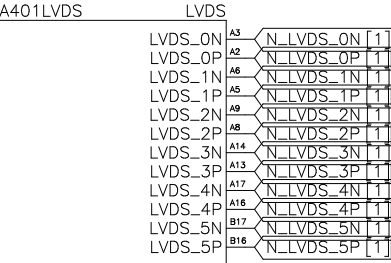 A401LVDS LVDS
LVDS_0N A3 N_LVDS_0N [1]
LVDS_0P A2 N_LVDS_0P [1]
LVDS_1N A6 N_LVDS_1N [1]
LVDS_1P A5 N_LVDS_1P [1]
LVDS_2N A9 N_LVDS_2N [1]
LVDS_2P A8 N_LVDS_2P [1]
LVDS_3N A14 N_LVDS_3N [1]
LVDS_3P A13 N_LVDS_3P [1]
LVDS_4N A17 N_LVDS_4N [1]
LVDS_4P A16 N_LVDS_4P [1]
LVDS_5N B17 N_LVDS_5N [1]
LVDS_5P B16 N_LVDS_5P [1]